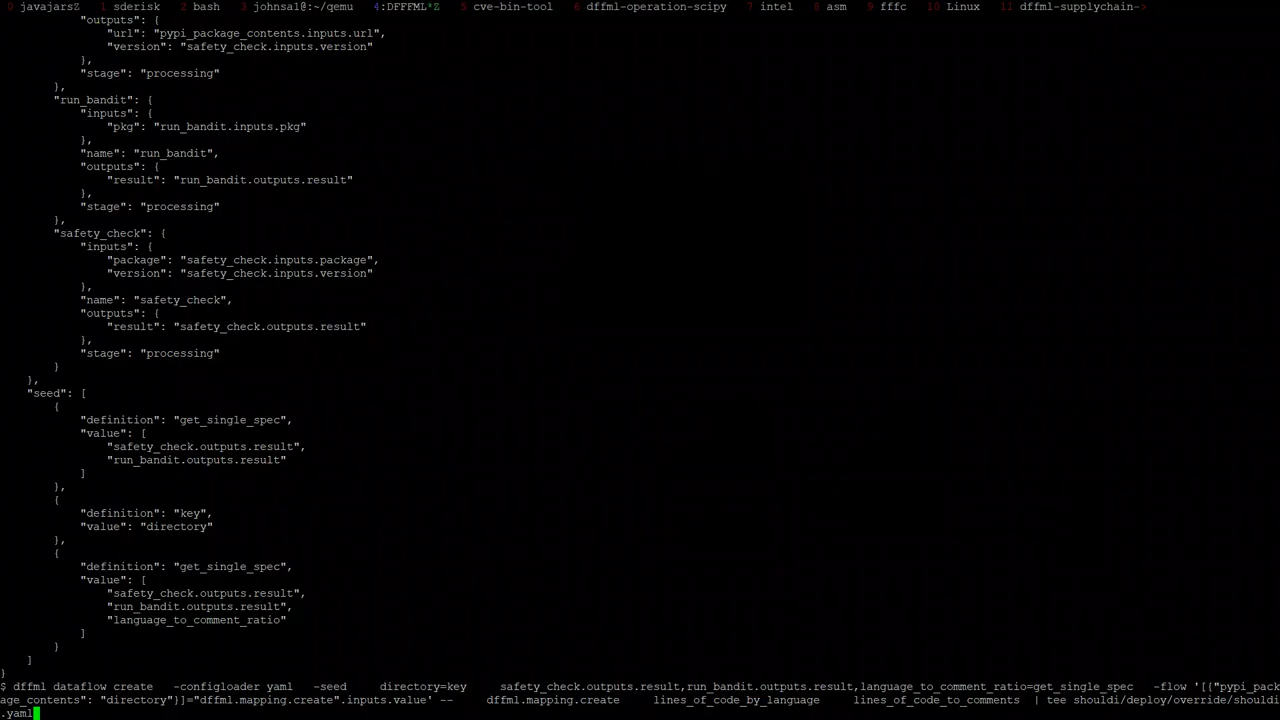 0 javajarsZ 1 sderisk 2 bash 3 johnsa1@:~/qemu 4:DFFFML*Z 5 cve-bin-tool 6 dffml-operation-scipy 7 intel 8 asm 9 fffc 10 Linux 11 dffml-supplychain->
"outputs": {
"url": "pypi_package_contents.inputs.url",
"version": "safety_check.inputs.version"
},
"stage": "processing"
},
"run_bandit": {
"inputs": {
"pkg": "run_bandit.inputs.pkg"
},
"name": "run_bandit",
"outputs": {
"result": "run_bandit.outputs.result"
},
"stage": "processing"
},
"safety_check": {
"inputs": {
"package": "safety_check.inputs.package",
"version": "safety_check.inputs.version"
},
"name": "safety_check",
"outputs": {
"result": "safety_check.outputs.result"
},
"stage": "processing"
}
},
"seed": [
{
"definition": "get_single_spec",
"value": [
"safety_check.outputs.result",
"run_bandit.outputs.result"
]
},
{
"definition": "key",
"value": "directory"
},
{
"definition": "get_single_spec",
"value": [
"safety_check.outputs.result",
"run_bandit.outputs.result",
"language_to_comment_ratio"
]
}
]
}
$ dffml dataflow create -configloader yaml -seed directory=key safety_check.outputs.result,run_bandit.outputs.result,language_to_comment_ratio=get_single_spec -flow '[{"pypi_pack
age_contents": "directory"}]="dffml.mapping.create".inputs.value' -- dffml.mapping.create lines_of_code_by_language lines_of_code_to_comments | tee shouldi/deploy/override/shouldi
.yaml